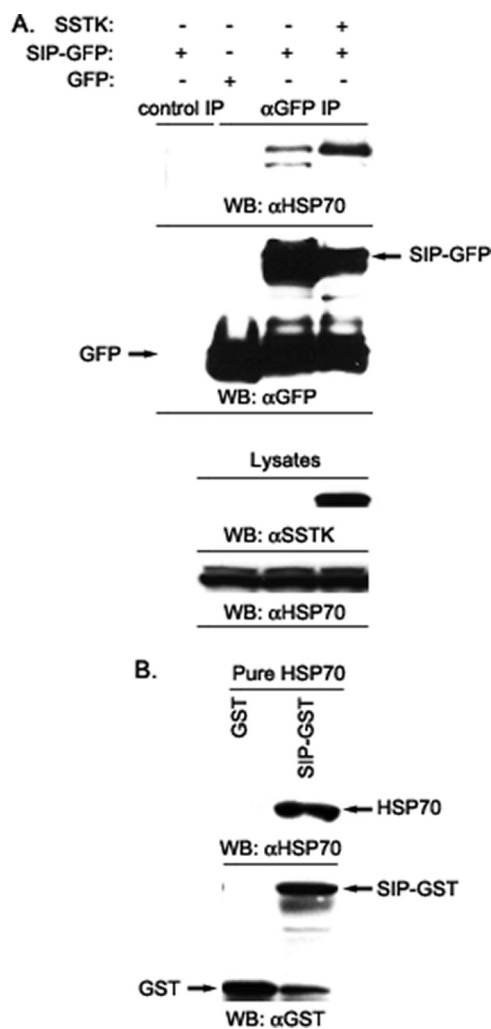 A.
SSTK: - - - +
SIP-GFP: + - + +
GFP: - + - -
control IP αGFP IP
WB: αHSP70
SIP-GFP
GFP
WB: αGFP
Lysates
WB: αSSTK
WB: αHSP70
B.
Pure HSP70
GST SIP-GST
HSP70
WB: αHSP70
SIP-GST
GST
WB: αGST